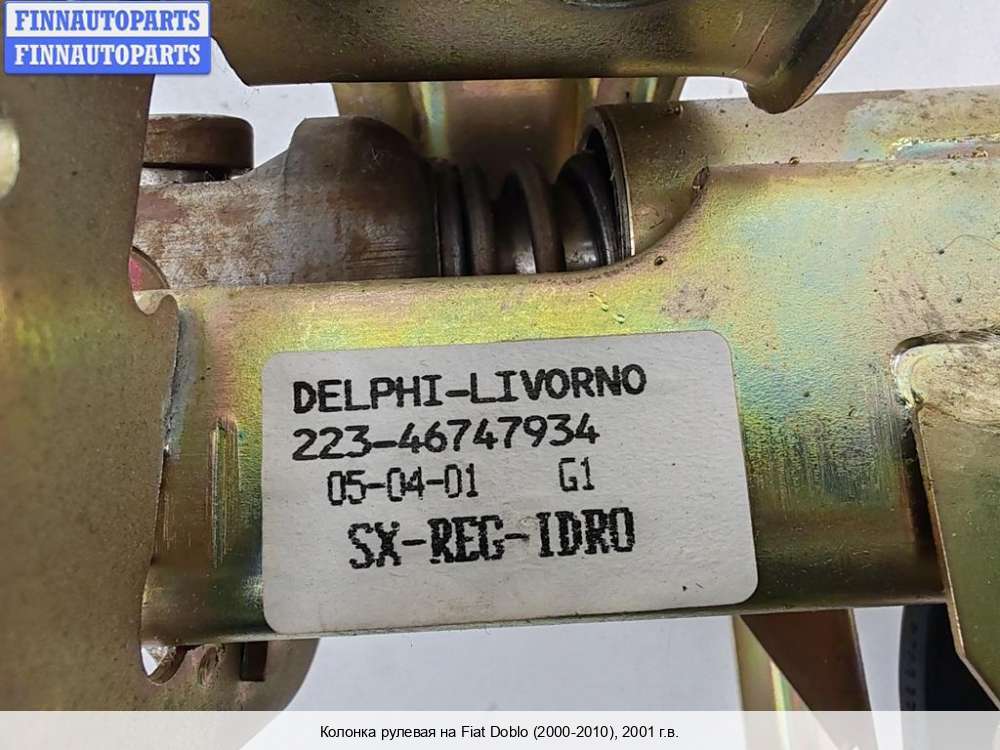 FINNAUTOPARTS
FINNAUTOPARTS
DELPHI-LIVORNO
223-46747934
05-04-01 G1
SX-REG-IDRO
Колонка рулевая на Fiat Doblo (2000-2010), 2001 г.в.